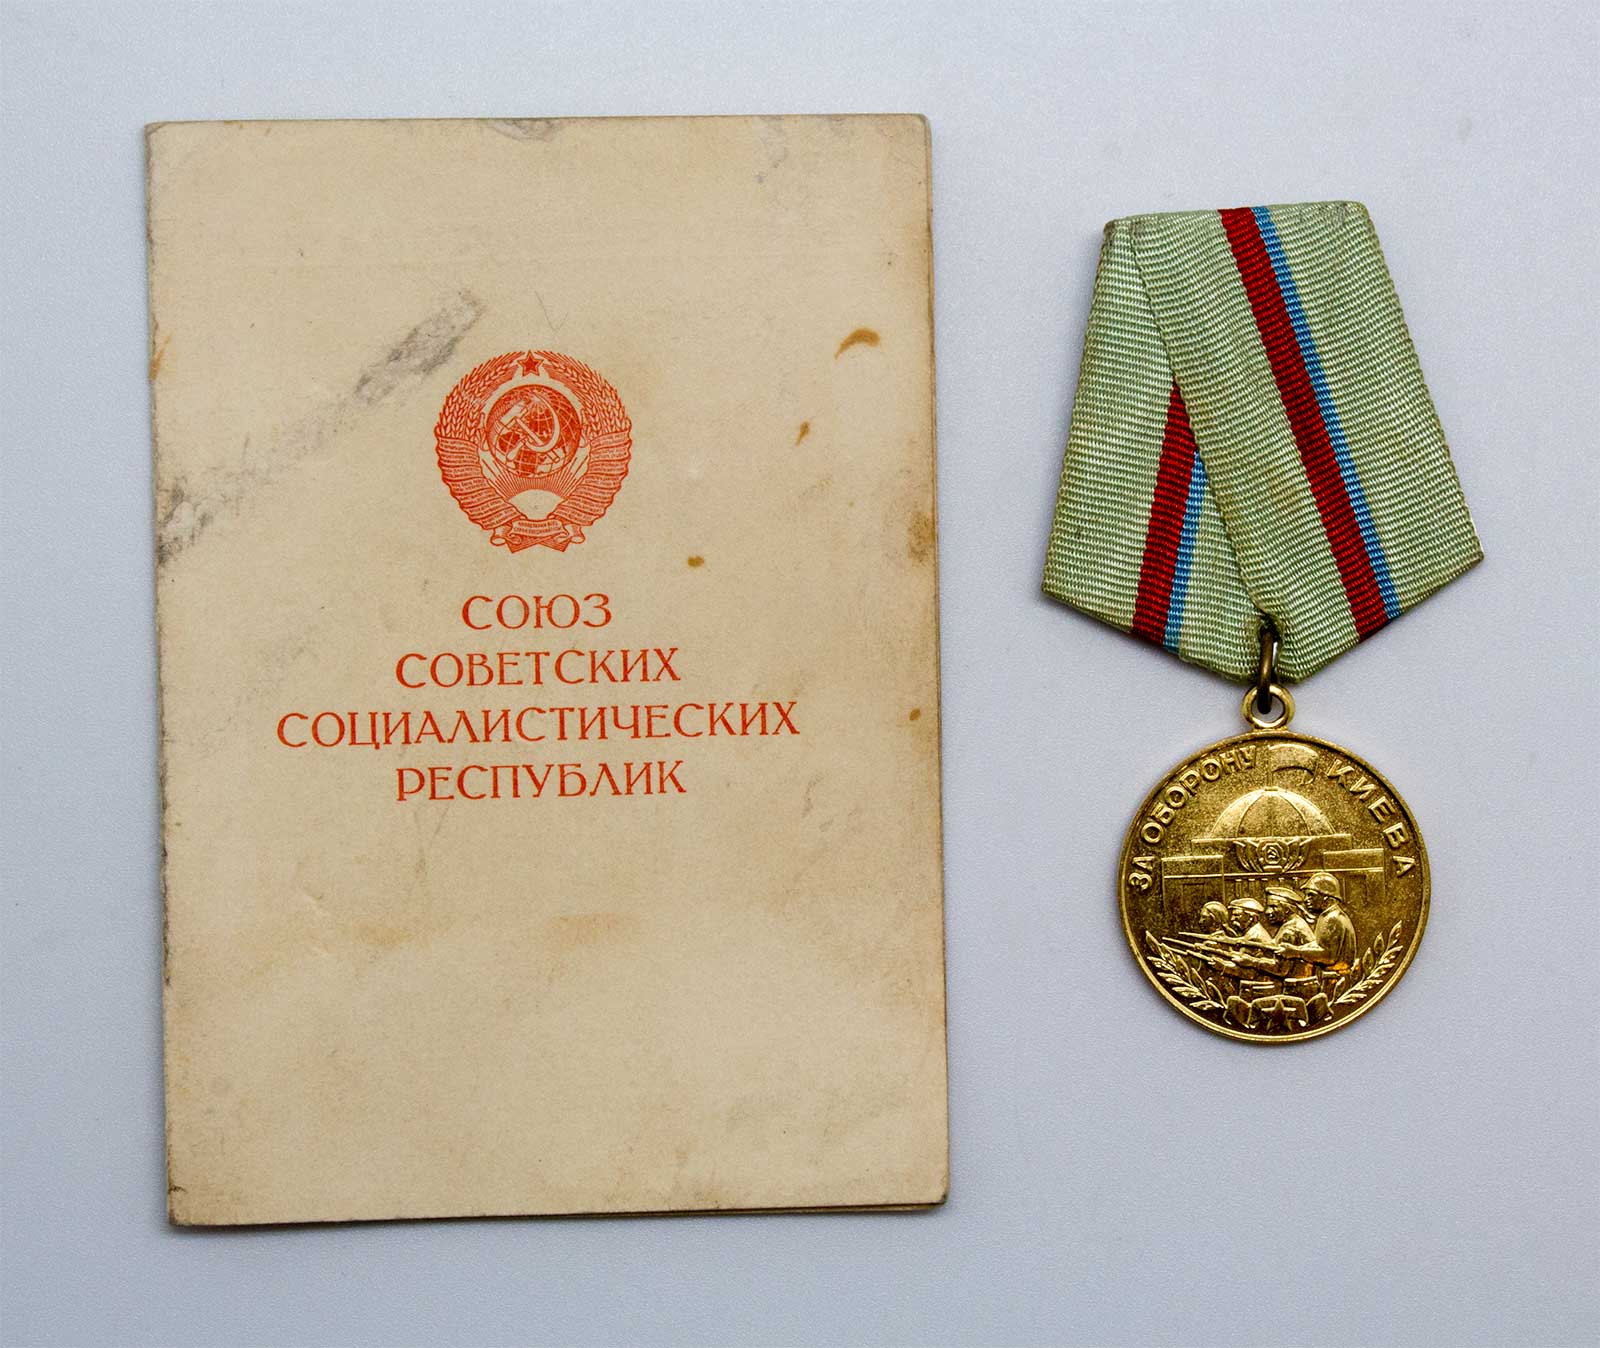 СОЮЗ
СОВЕТСКИХ
СОЦИАЛИСТИЧЕСКИХ
РЕСПУБЛИК
ЗА ОБОРОНУ КИЕВА